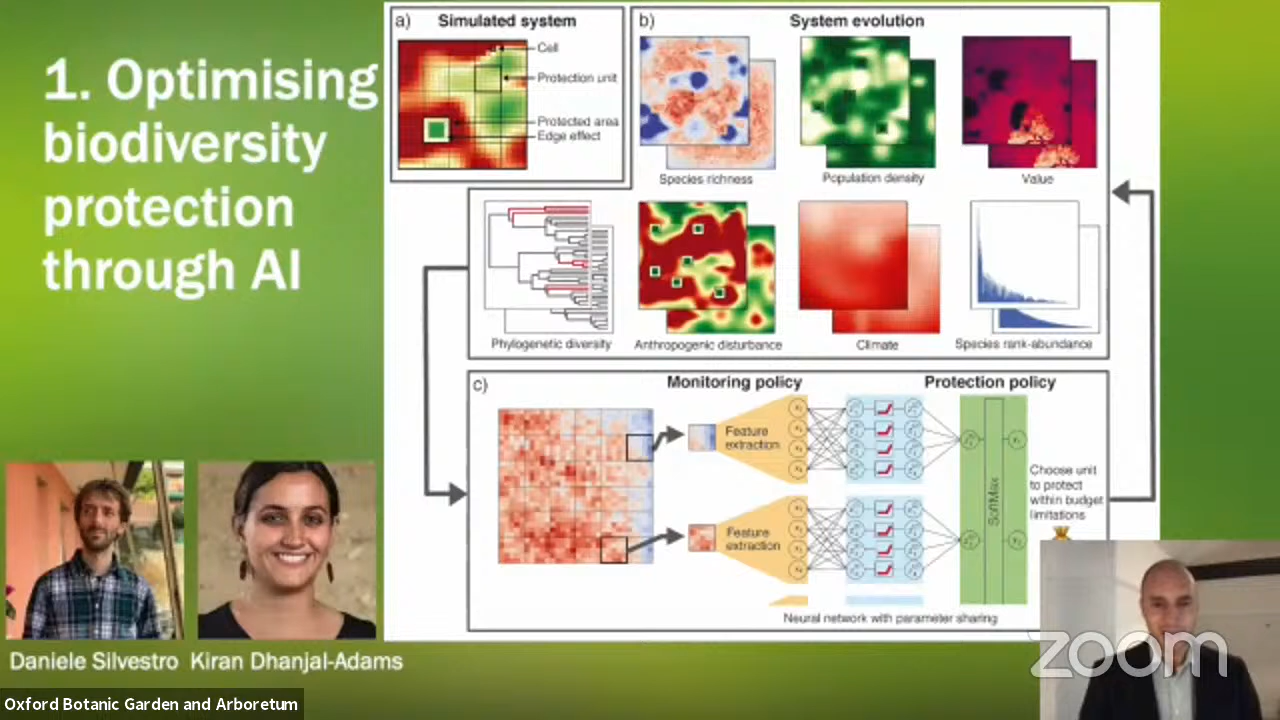 1. Optimising
biodiversity
protection
through AI
a) Simulated system
Cell
Protection unit
Protected area
Edge effect
b) System evolution
Species richness
Population density
Value
Phylogenetic diversity
Anthropogenic disturbance
Climate
Species rank-abundance
c) Monitoring policy
Protection policy
Feature
extraction
Feature
extraction
SoftMax
Choose unit
to protect
within budget
limitations
Neural network with parameter sharing
Daniele Silvestro
Kiran Dhanjal-Adams
Oxford Botanic Garden and Arboretum
zoom